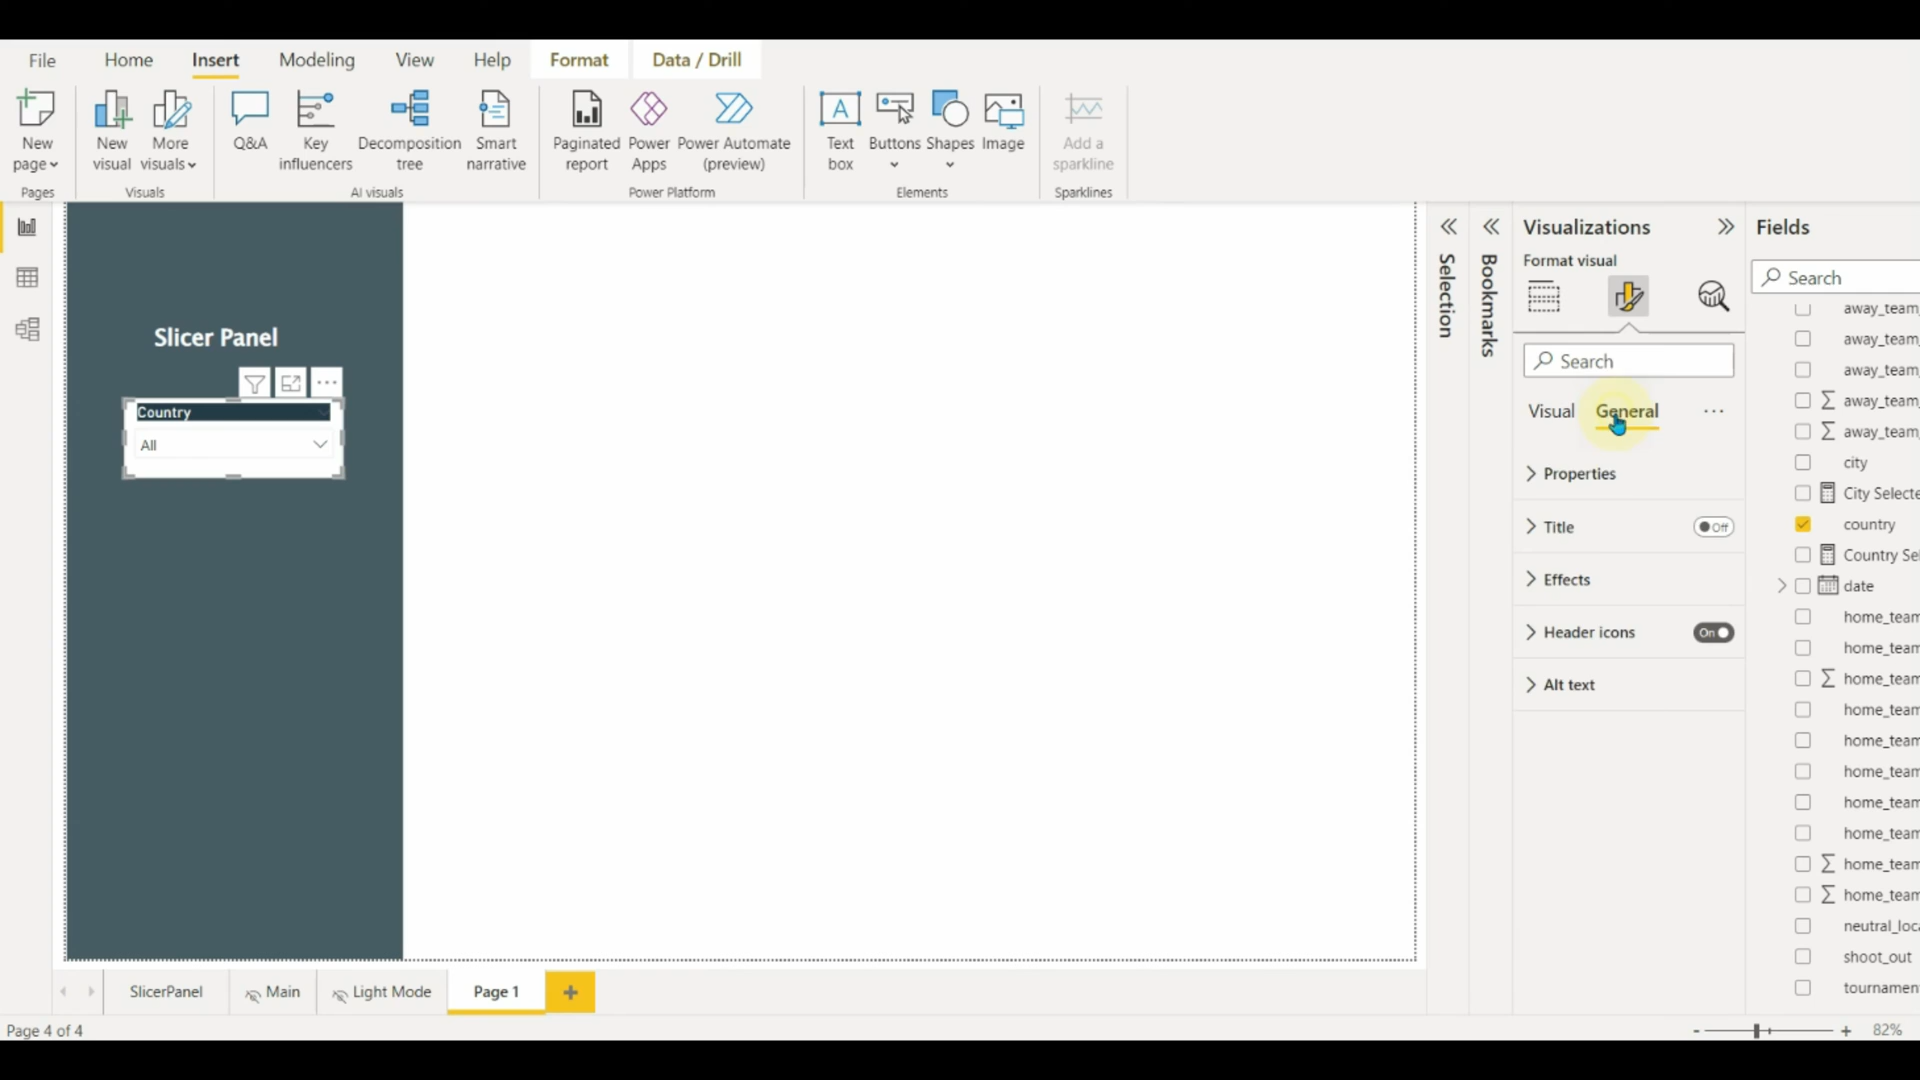 File Home Insert Modeling View Help Format Data / Drill
New page
New visual
More visuals
Q&A
Key influencers
Decomposition tree
Smart narrative
Paginated report
Power Apps
Power Automate (preview)
Text box
Buttons
Shapes
Image
Add a sparkline
Pages
Visuals
AI visuals
Power Platform
Elements
Sparklines
Slicer Panel
Country
All
Selection
Bookmarks
Visualizations
Format visual
Search
Visual General
Properties
Title Off
Effects
Header icons On
Alt text
Fields
Search
away_team
away_team
away_team
away_team
away_team
city
City Selecte
country
Country Sel
date
home_team
home_team
home_team
home_team
home_team
home_team
home_team
home_team
home_team
home_team
neutral_loca
shoot_out
tournamen
SlicerPanel Main Light Mode Page 1
Page 4 of 4
82%